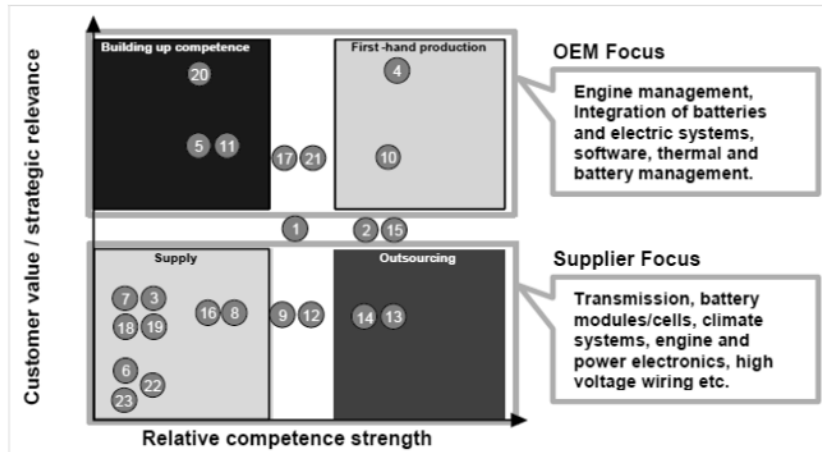 Customer value / strategic relevance
Building up competence
First -hand production
20
4
5 11
17 21
10
1
2 15
Supply
Outsourcing
7 3
18 19
16 8
9 12
14 13
6
22
23
Relative competence strength
OEM Focus
Engine management,
Integration of batteries
and electric systems,
software, thermal and
battery management.
Supplier Focus
Transmission, battery
modules/cells, climate
systems, engine and
power electronics, high
voltage wiring etc.